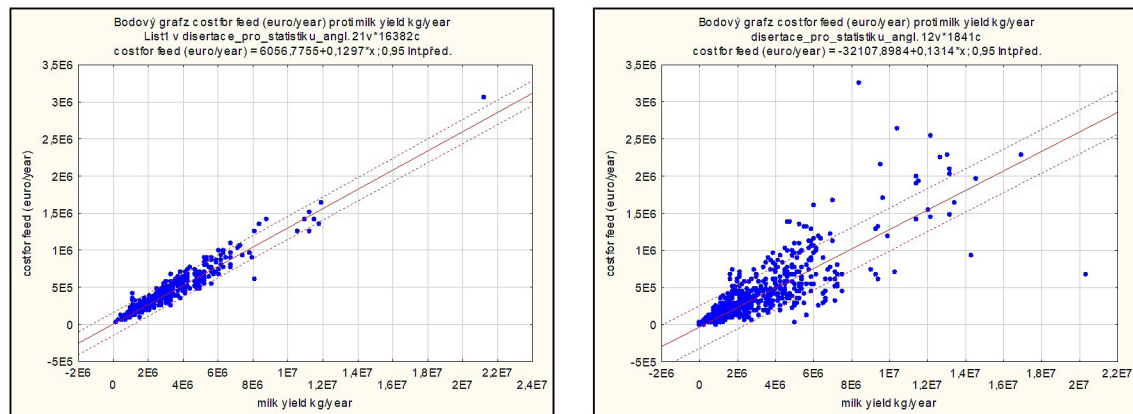 Bodový graf z cost for feed (euro/year) proti milk yield kg/year
List1 v disertace_pro_statistiku_angl. 21v*16382c
cost for feed (euro/year) = 6056,7755+0,1297*x; 0,95 Int.před.
3,5E6
3E6
2,5E6
2E6
1,5E6
1E6
5E5
0
-5E5
cost for feed (euro/year)
-2E6 2E6 6E6 1E7 1,4E7 1,8E7 2,2E7
0 4E6 8E6 1,2E7 1,6E7 2E7 2,4E7
milk yield kg/year
Bodový graf z cost for feed (euro/year) proti milk yield kg/year
disertace_pro_statistiku_angl. 12v*1841c
cost for feed (euro/year) = -32107,8984+0,1314*x; 0,95 Int.před.
3,5E6
3E6
2,5E6
2E6
1,5E6
1E6
5E5
0
-5E5
cost for feed (euro/year)
-2E6 2E6 6E6 1E7 1,4E7 1,8E7 2,2E7
0 4E6 8E6 1,2E7 1,6E7 2E7
milk yield kg/year